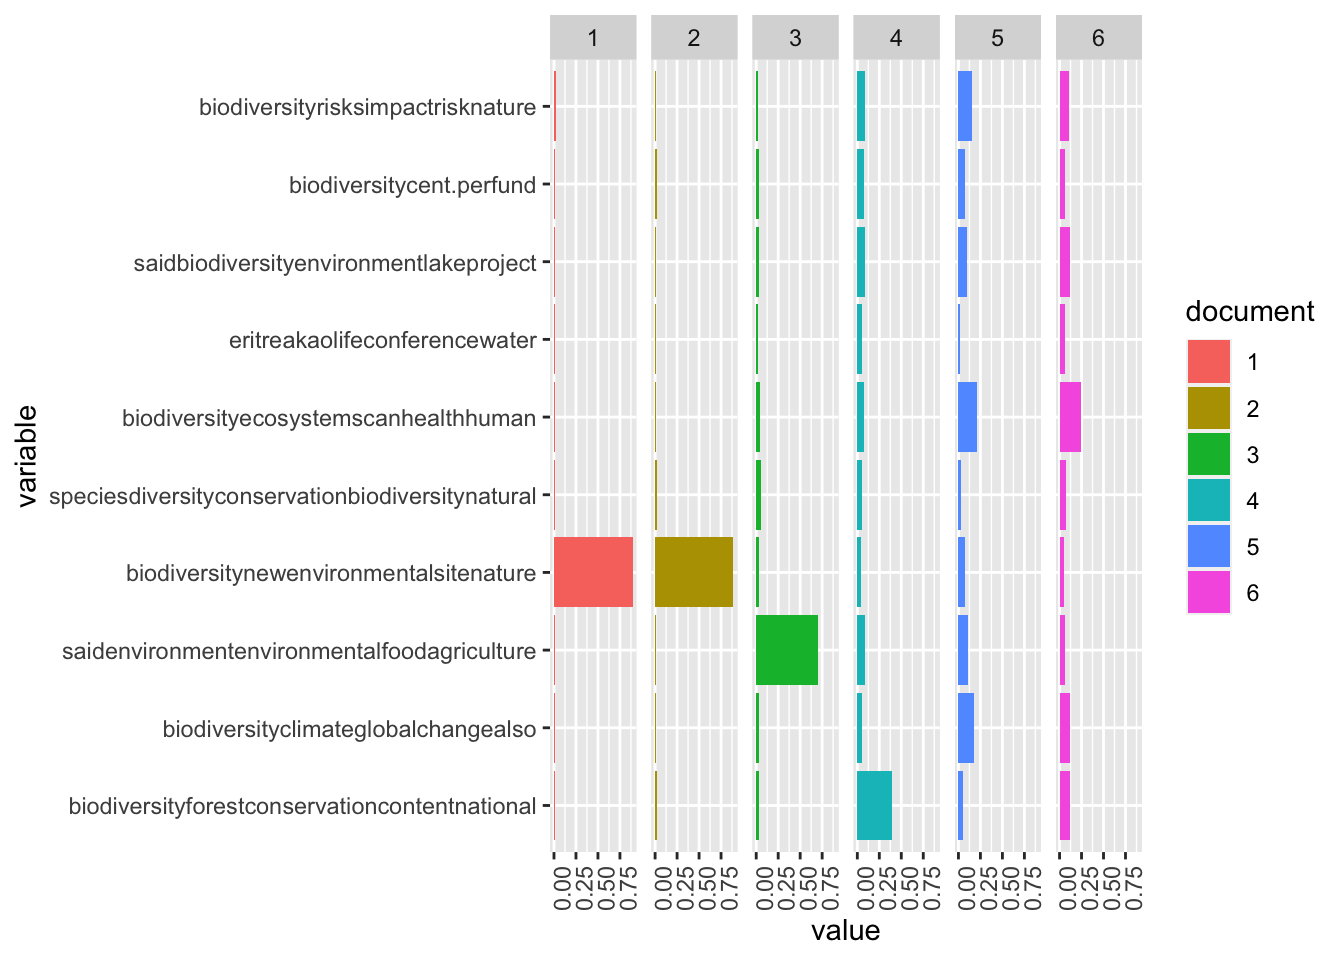 1 2 3 4 5 6
biodiversityrisksimpactrisknature
biodiversitycent.perfund
saidbiodiversityenvironmentlakeproject
eritreakaolifeconferencewater
biodiversityecosystemscanhealthhuman
speciesdiversityconservationbiodiversitynatural
biodiversitynewenvironmentalsitenature
saidenvironmentenvironmentalfoodagriculture
biodiversityclimateglobalchangealso
biodiversityforestconservationcontentnational
variable
0.00 0.25 0.50 0.75 0.00 0.25 0.50 0.75 0.00 0.25 0.50 0.75 0.00 0.25 0.50 0.75 0.00 0.25 0.50 0.75 0.00 0.25 0.50 0.75
value
document
1
2
3
4
5
6